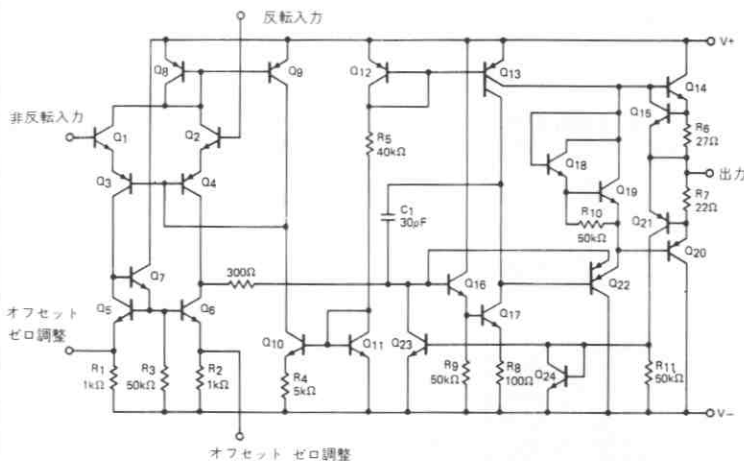 反転入力
V+
Q8
Q9
Q12
Q13
Q14
Q15
非反転入力
Q1
Q2
R5
40kΩ
R6
27Ω
Q18
出力
Q3
Q4
Q19
R7
22Ω
C1
30pF
R10
50kΩ
Q21
Q20
Q7
300Ω
Q16
Q22
オフセット
ゼロ調整
Q5
Q6
Q10
Q11
Q23
Q17
R1
1kΩ
R3
50kΩ
R2
1kΩ
R4
5kΩ
R9
50kΩ
R8
100Ω
Q24
R11
50kΩ
V−
オフセット ゼロ調整